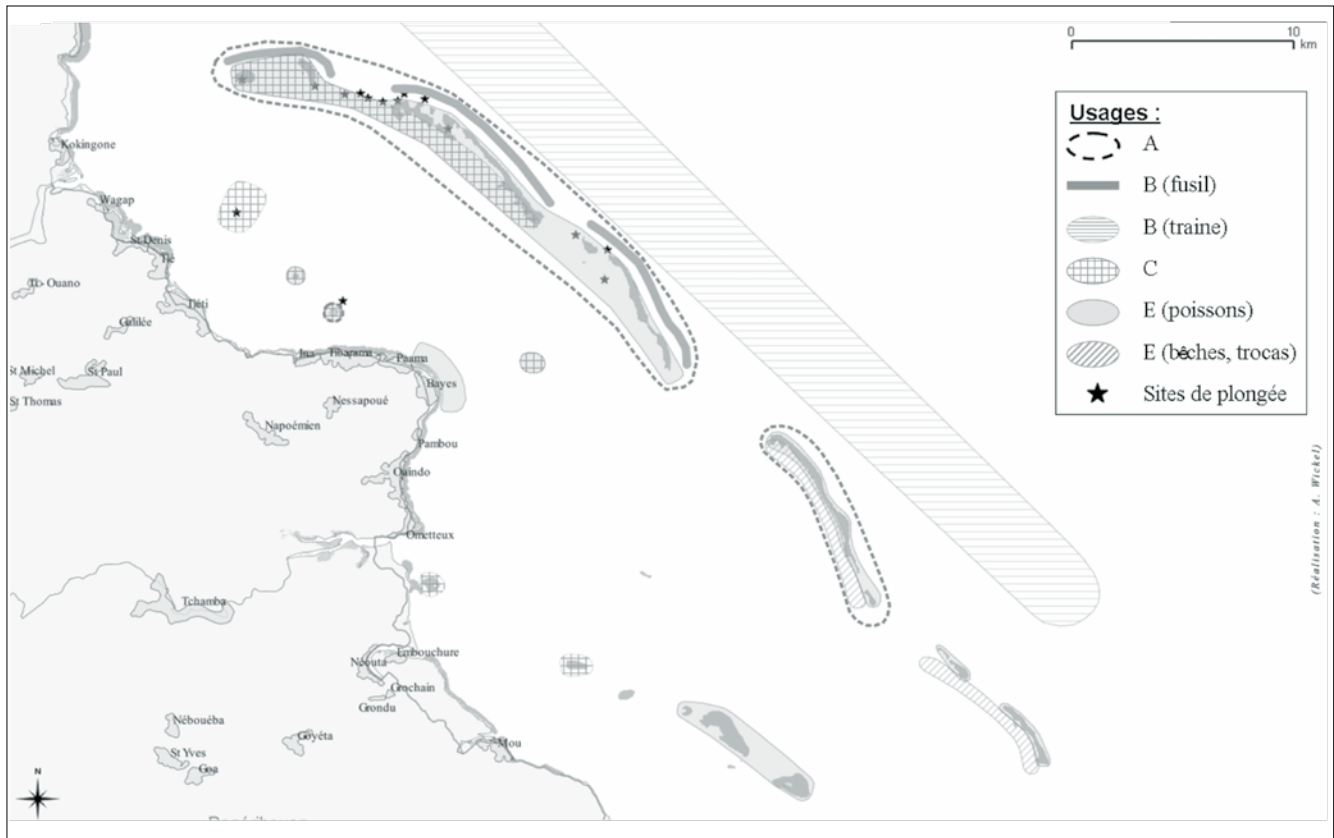 0 10
km
Usages :
A
B (fusil)
B (traine)
C
E (poissons)
E (bêches, trocas)
Sites de plongée
(Réalisation : A. Wickel)
Kokingone
Wagap
St Denis
Tié
Ti - Ouano
Tiéti
Galilée
St Michel
St Paul
St Thomas
Ina
Tibarama
Paama
Bayes
Nessapoué
Napoémien
Pambou
Ometteux
Tchamba
Embouchure
Néouta
Grochain
Grondu
Nébouéba
Goyéta
Mou
St Yves
Goa
N